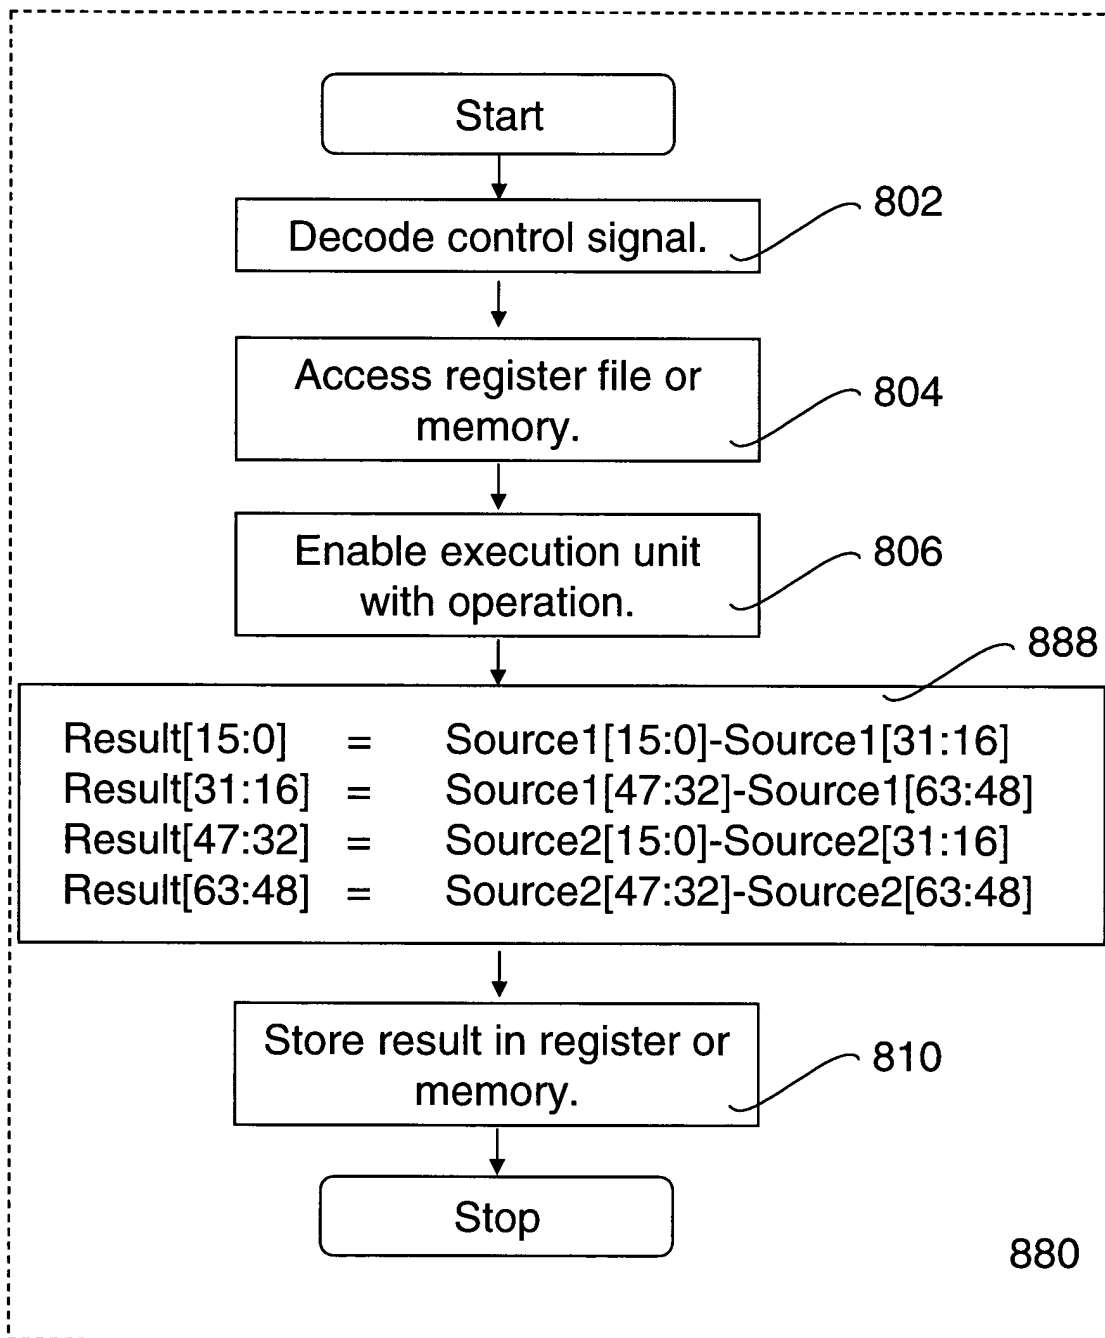 Start
802
Decode control signal.
Access register file or
memory.
804
Enable execution unit
with operation.
806
888
Result[15:0] = Source1[15:0]-Source1[31:16]
Result[31:16] = Source1[47:32]-Source1[63:48]
Result[47:32] = Source2[15:0]-Source2[31:16]
Result[63:48] = Source2[47:32]-Source2[63:48]
Store result in register or
memory.
810
Stop
880